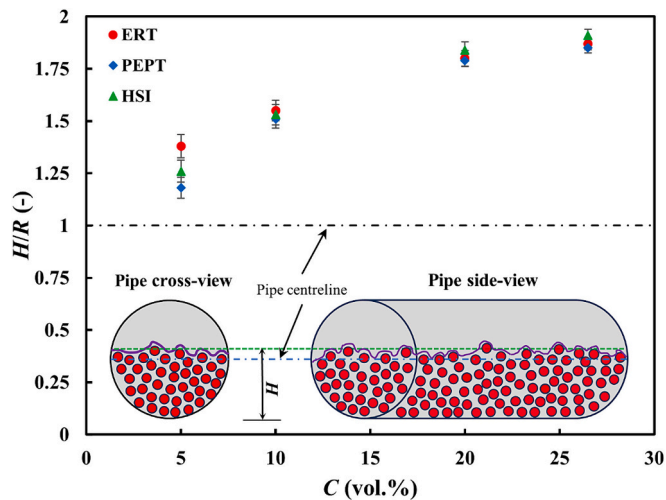 2
1.75
1.5
1.25
1
0.75
0.5
0.25
0
H/R (-)
ERT
PEPT
HSI
Pipe cross-view
Pipe centreline
Pipe side-view
H
0 5 10 15 20 25 30
C (vol.%)